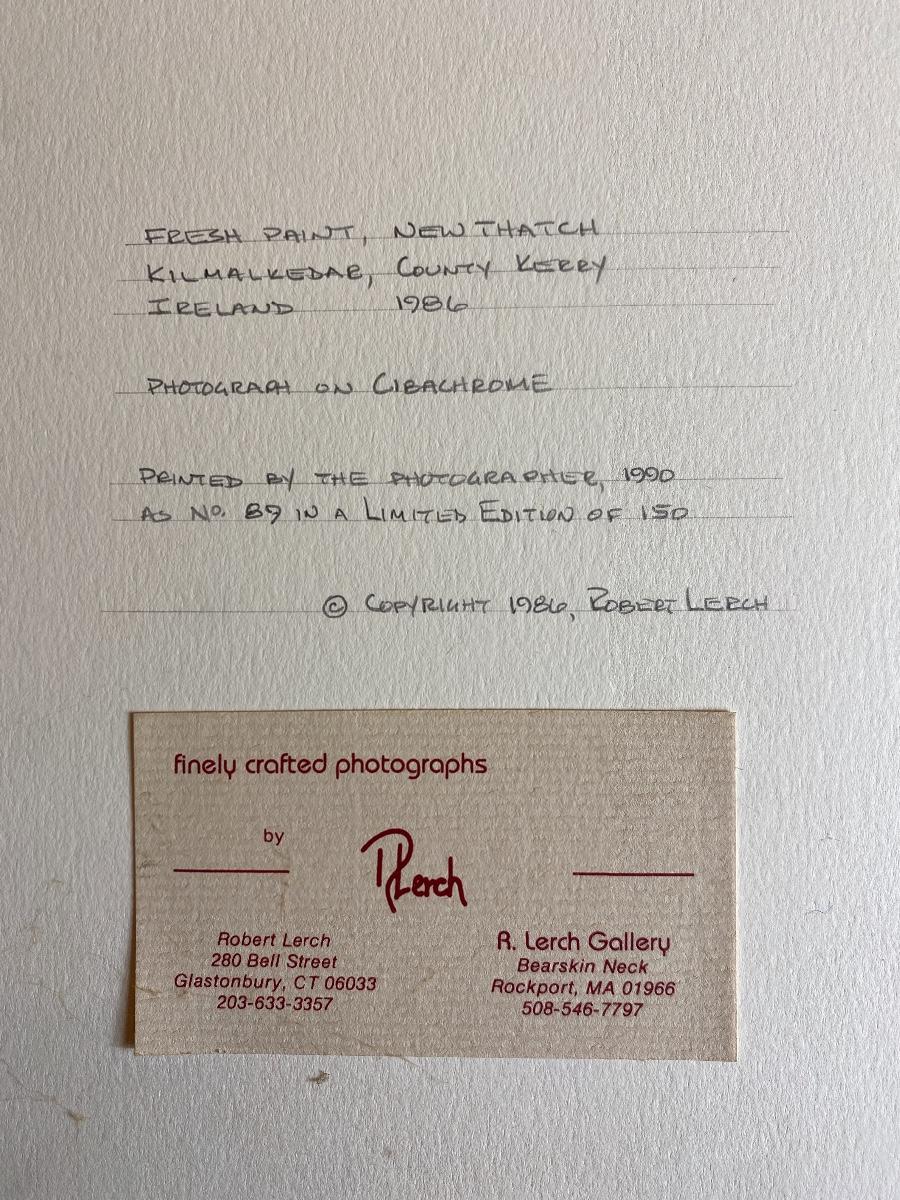 FRESH PAINT, NEW THATCH
KILMALKEDAR, COUNTY KERRY
IRELAND 1986
PHOTOGRAPH ON CIBACHROME
PRINTED BY THE PHOTOGRAPHER, 1990
AS NO. 89 IN A LIMITED EDITION OF 150
© COPYRIGHT 1986, ROBERT LERCH
finely crafted photographs
by
RLerch
Robert Lerch
280 Bell Street
Glastonbury, CT 06033
203-633-3357
R. Lerch Gallery
Bearskin Neck
Rockport, MA 01966
508-546-7797